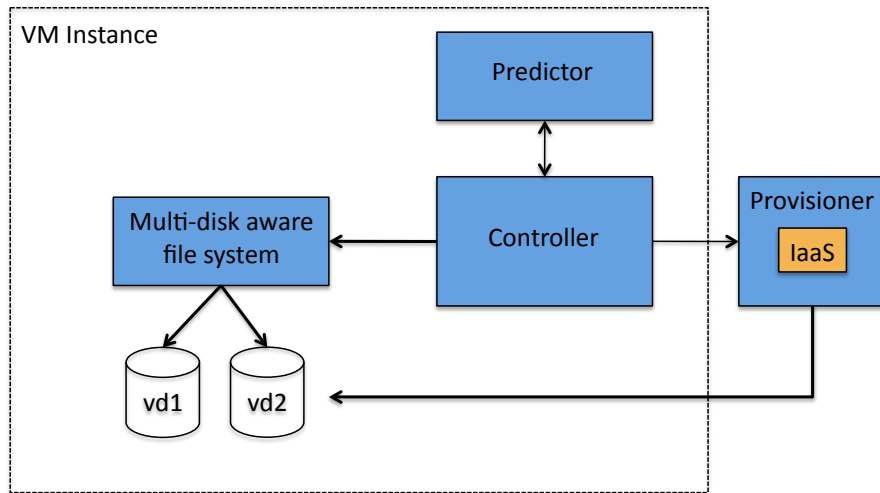 VM Instance
Predictor
Multi-disk aware
file system
Controller
Provisioner
IaaS
vd1
vd2